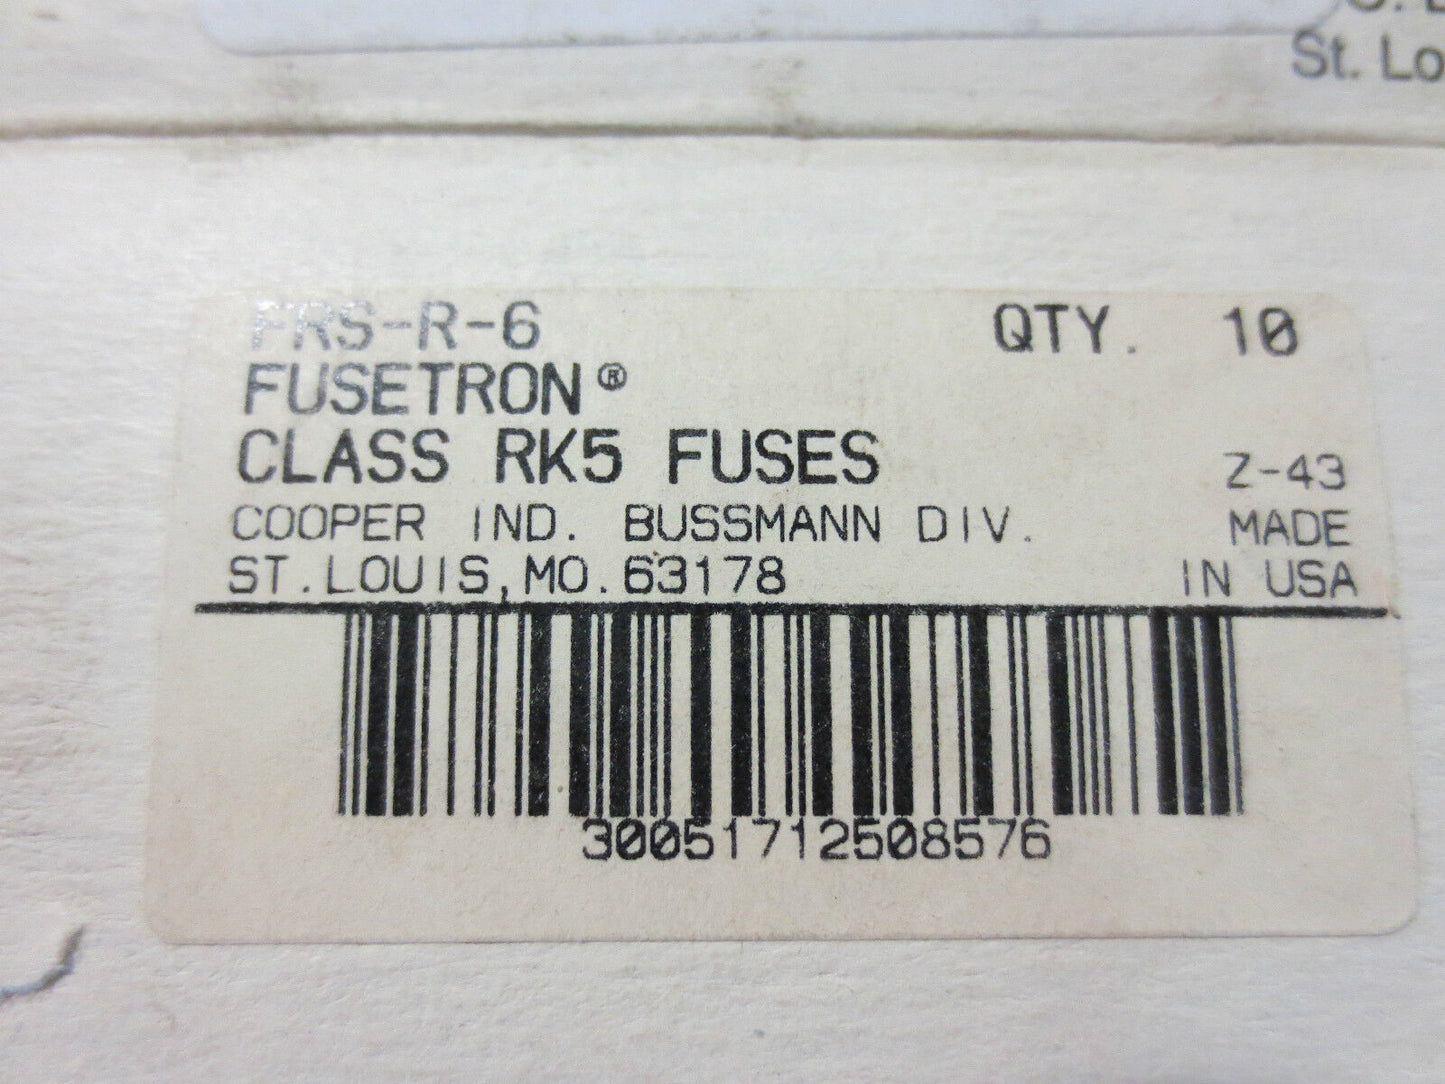 St. Lo
FRS-R-6 QTY. 10
FUSETRON®
CLASS RK5 FUSES Z-43
COOPER IND. BUSSMANN DIV. MADE
ST.LOUIS,MO.63178 IN USA
30051712508576